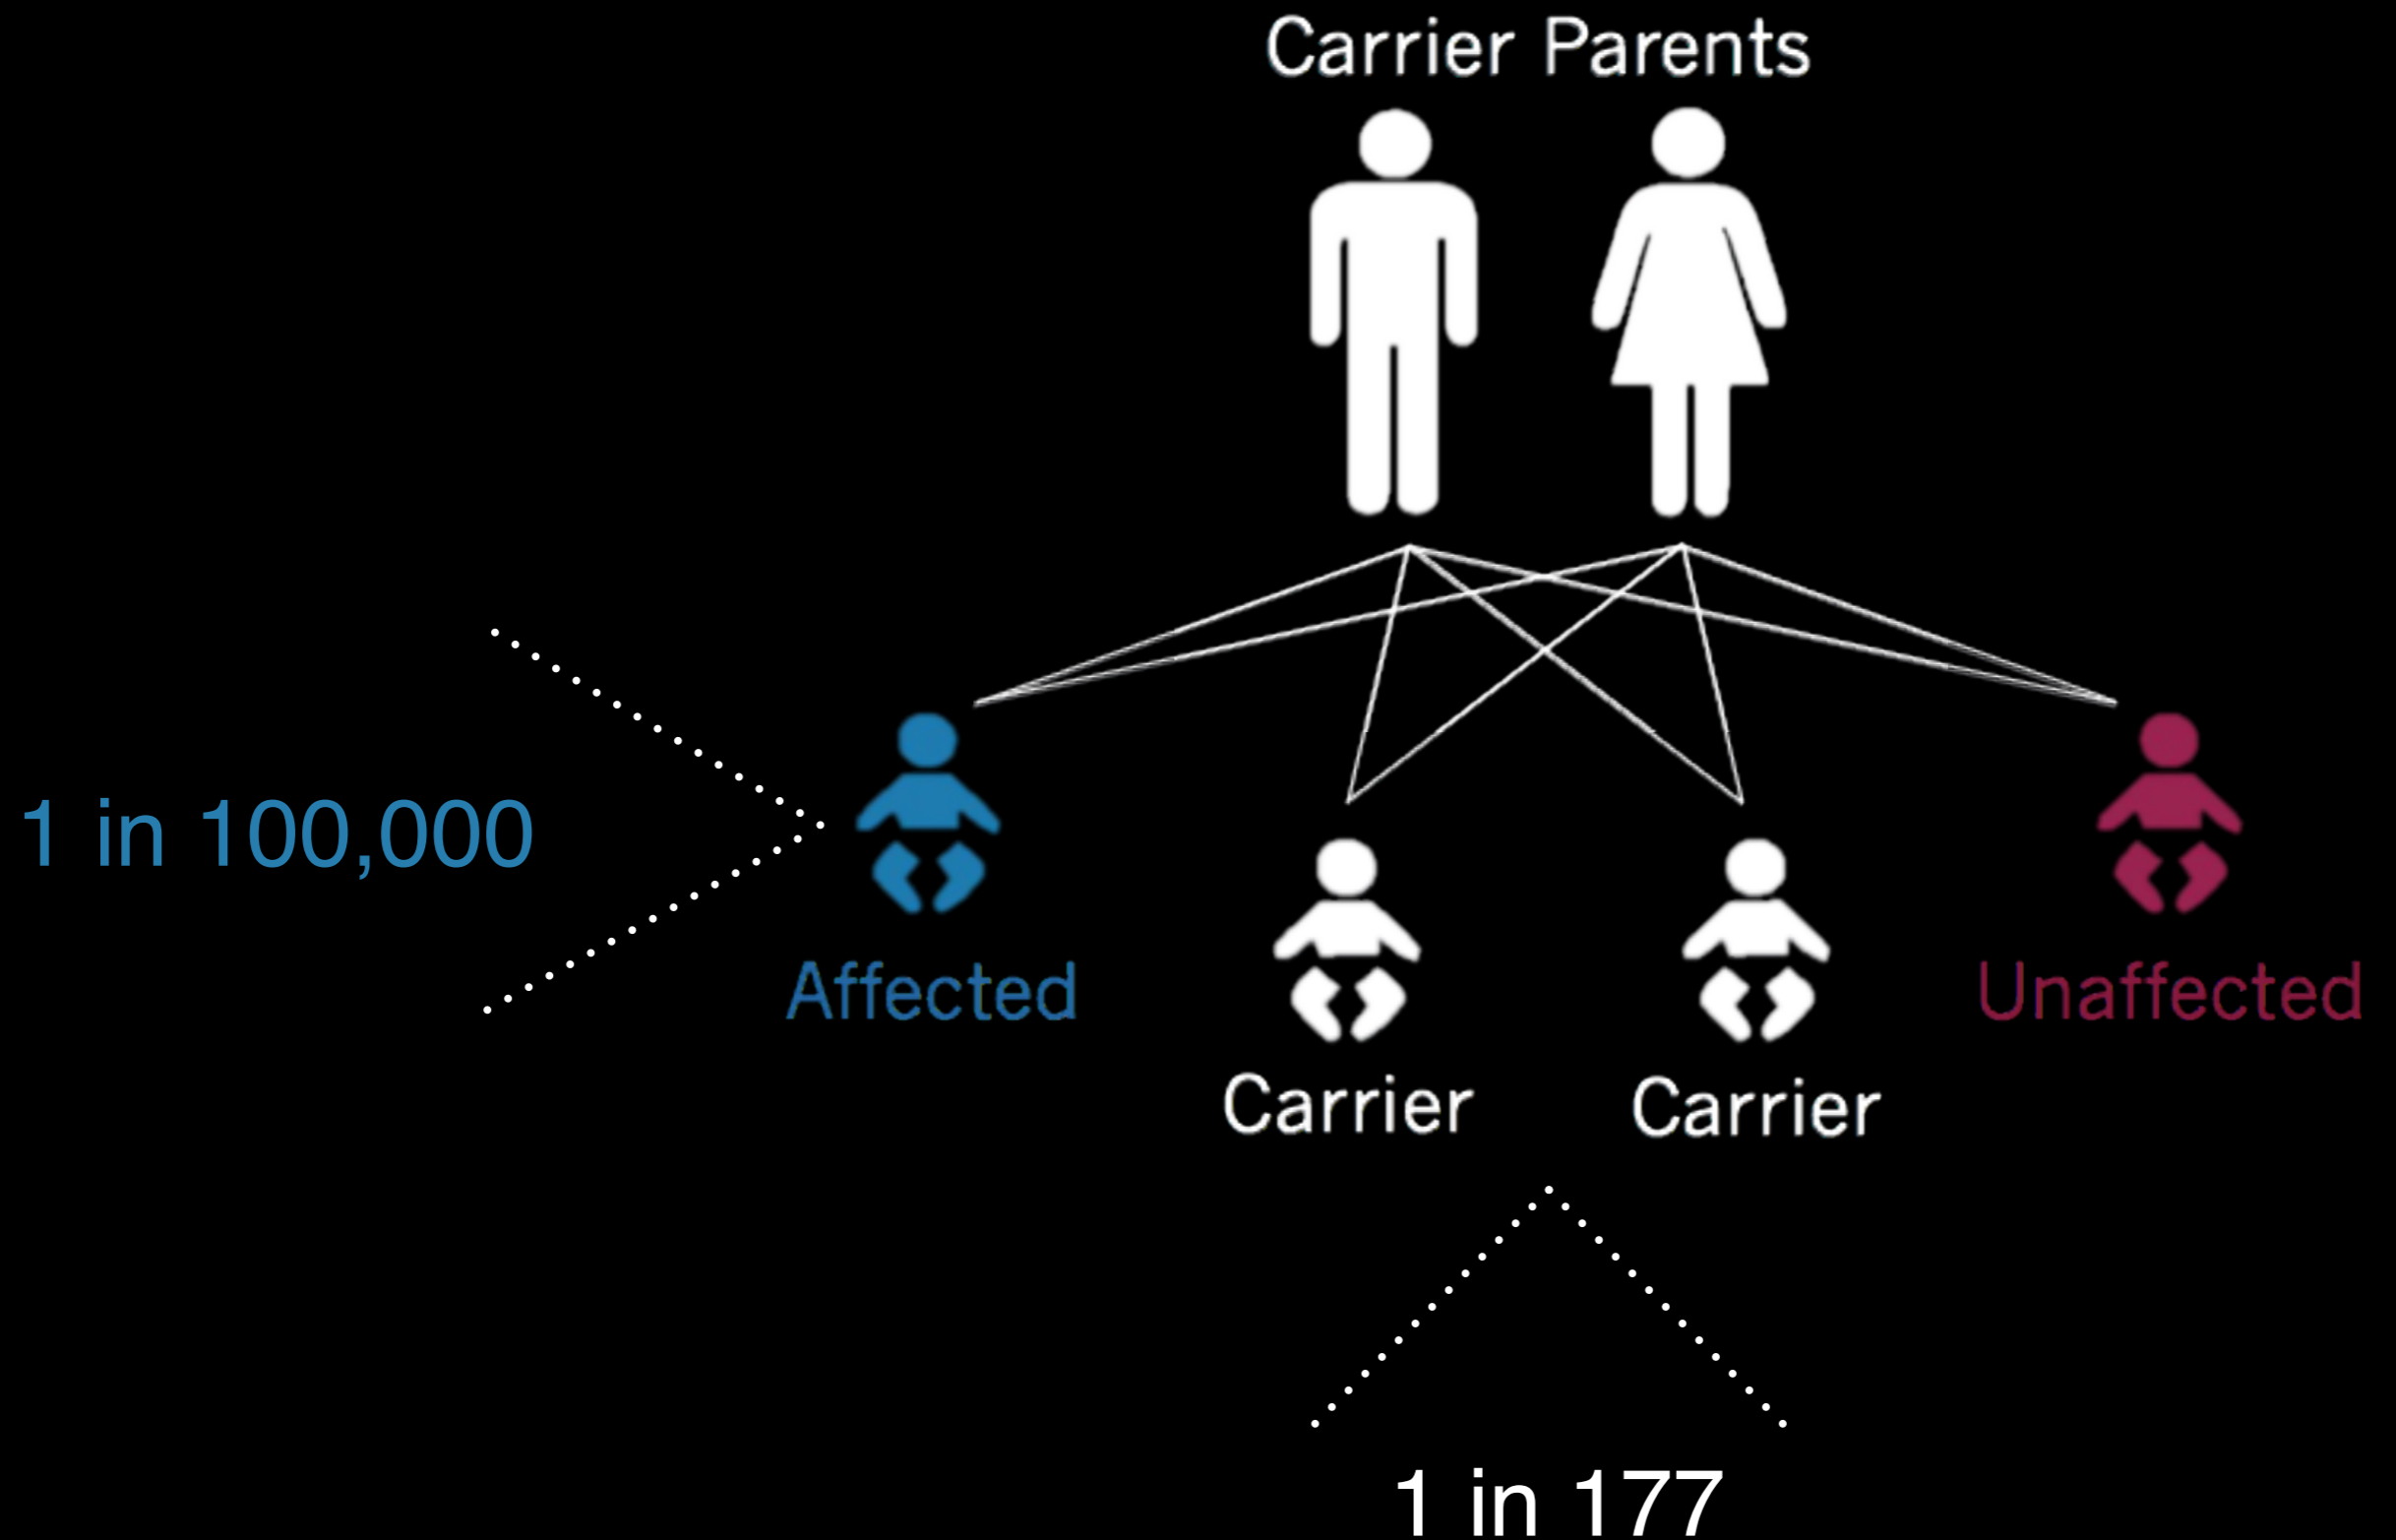 Carrier Parents
1 in 100,000
Affected
Unaffected
Carrier
Carrier
1 in 177